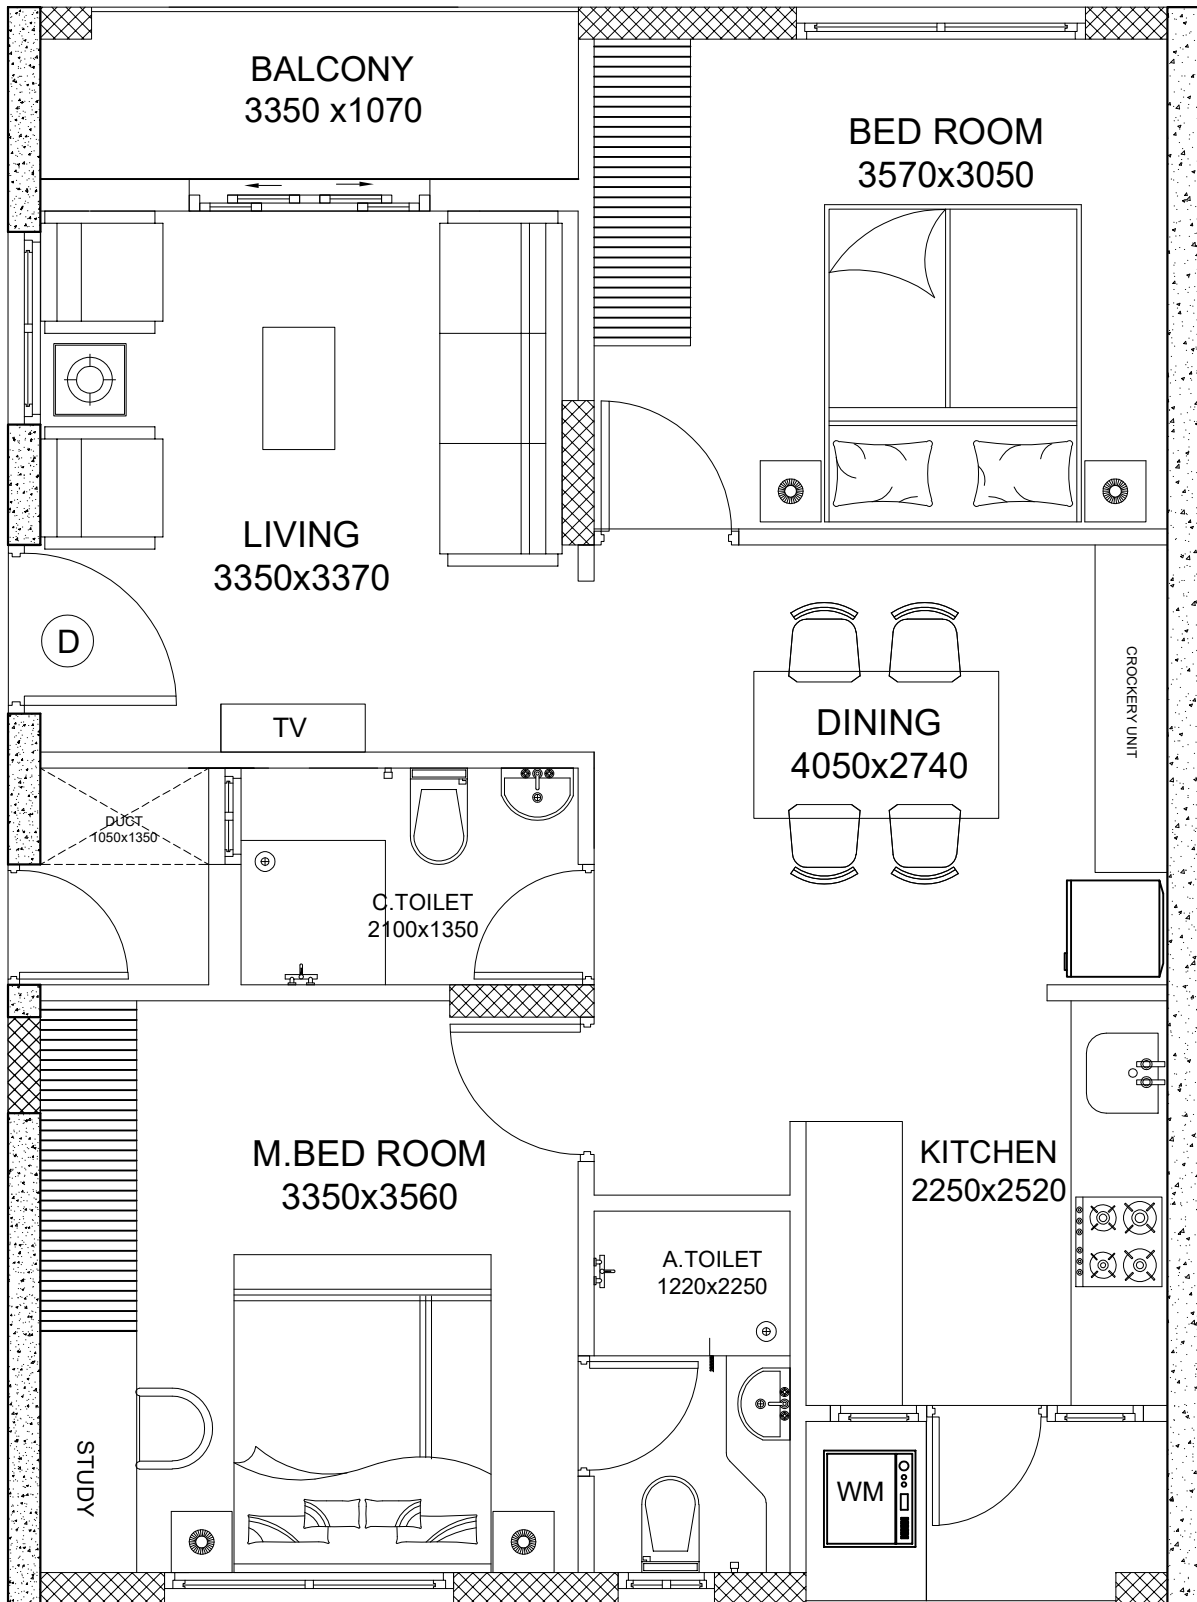 BALCONY
3350 x1070
BED ROOM
3570x3050
LIVING
3350x3370
D
TV
DINING
4050x2740
CROCKERY UNIT
DUCT
1050x1350
C.TOILET
2100x1350
M.BED ROOM
3350x3560
KITCHEN
2250x2520
A.TOILET
1220x2250
STUDY
WM